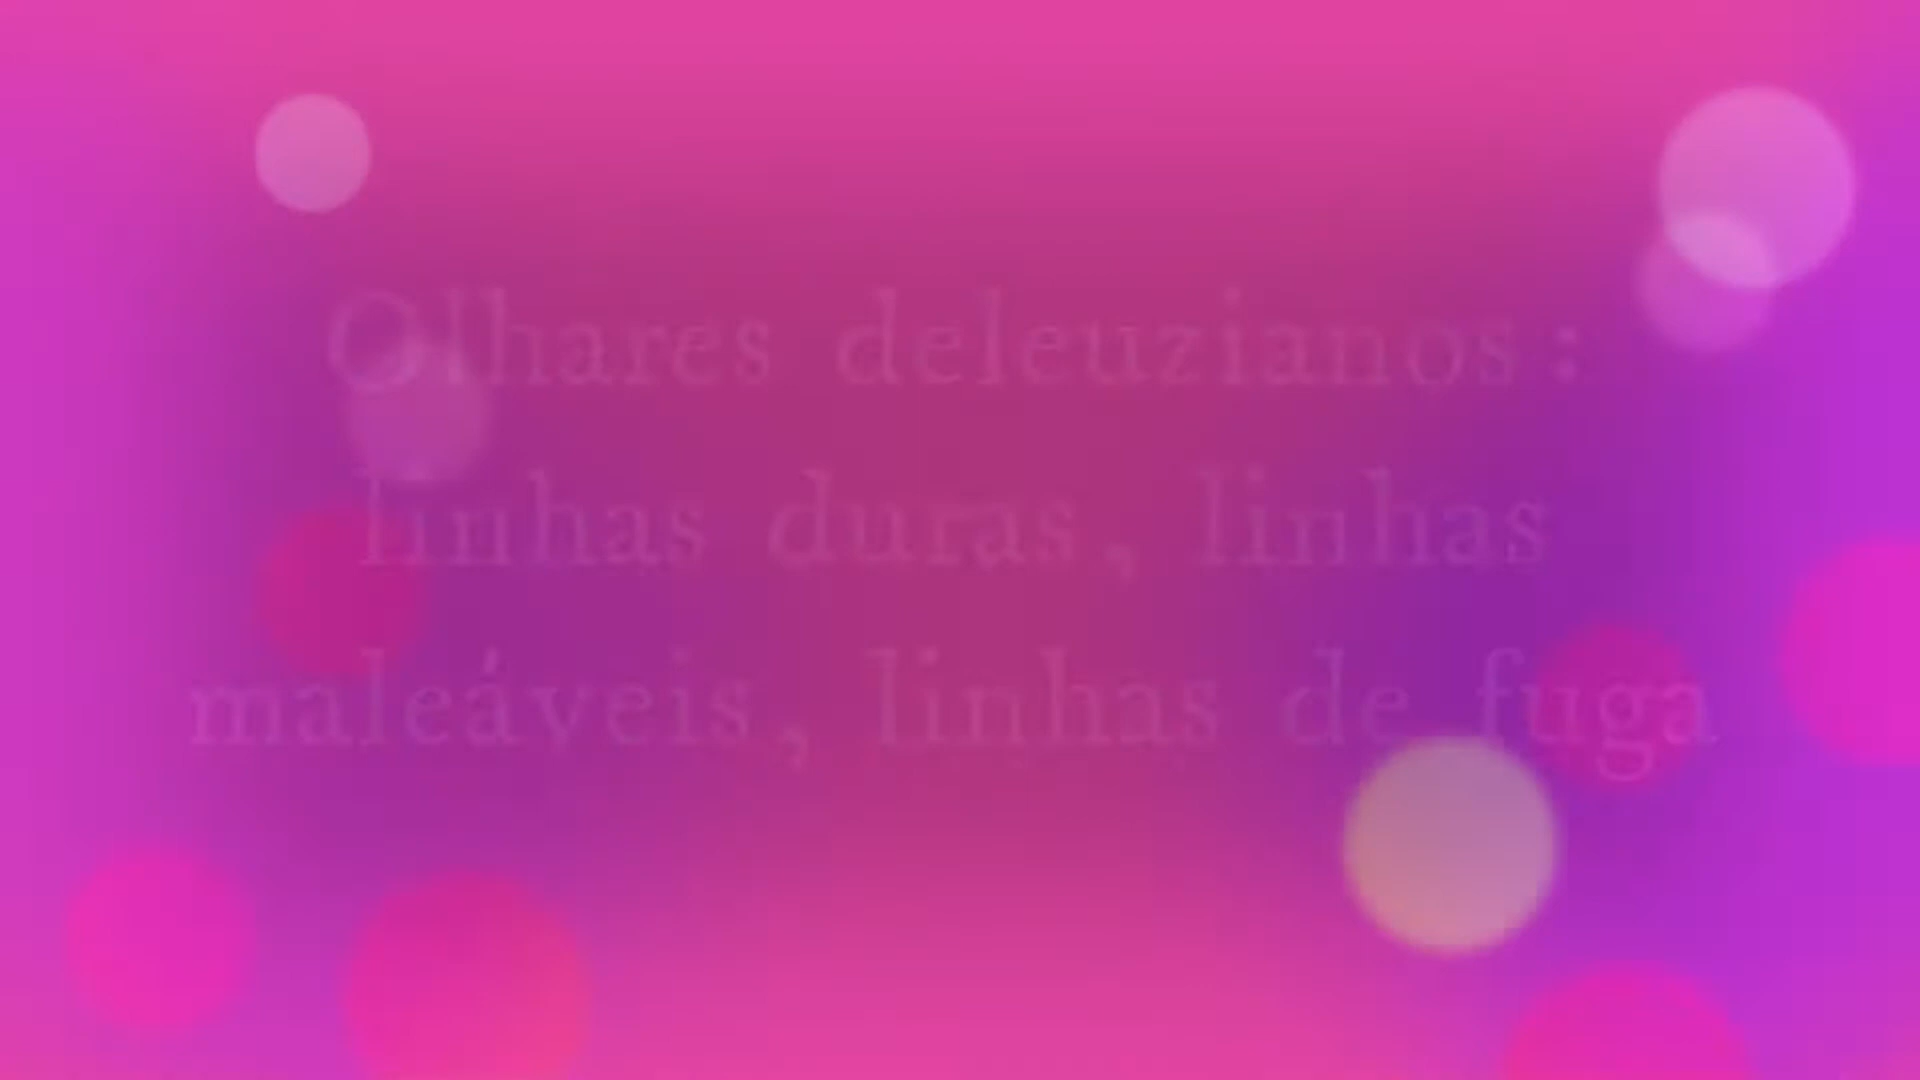 Olhares deleuzianos:
linhas duras, linhas
maleáveis, linhas de fuga